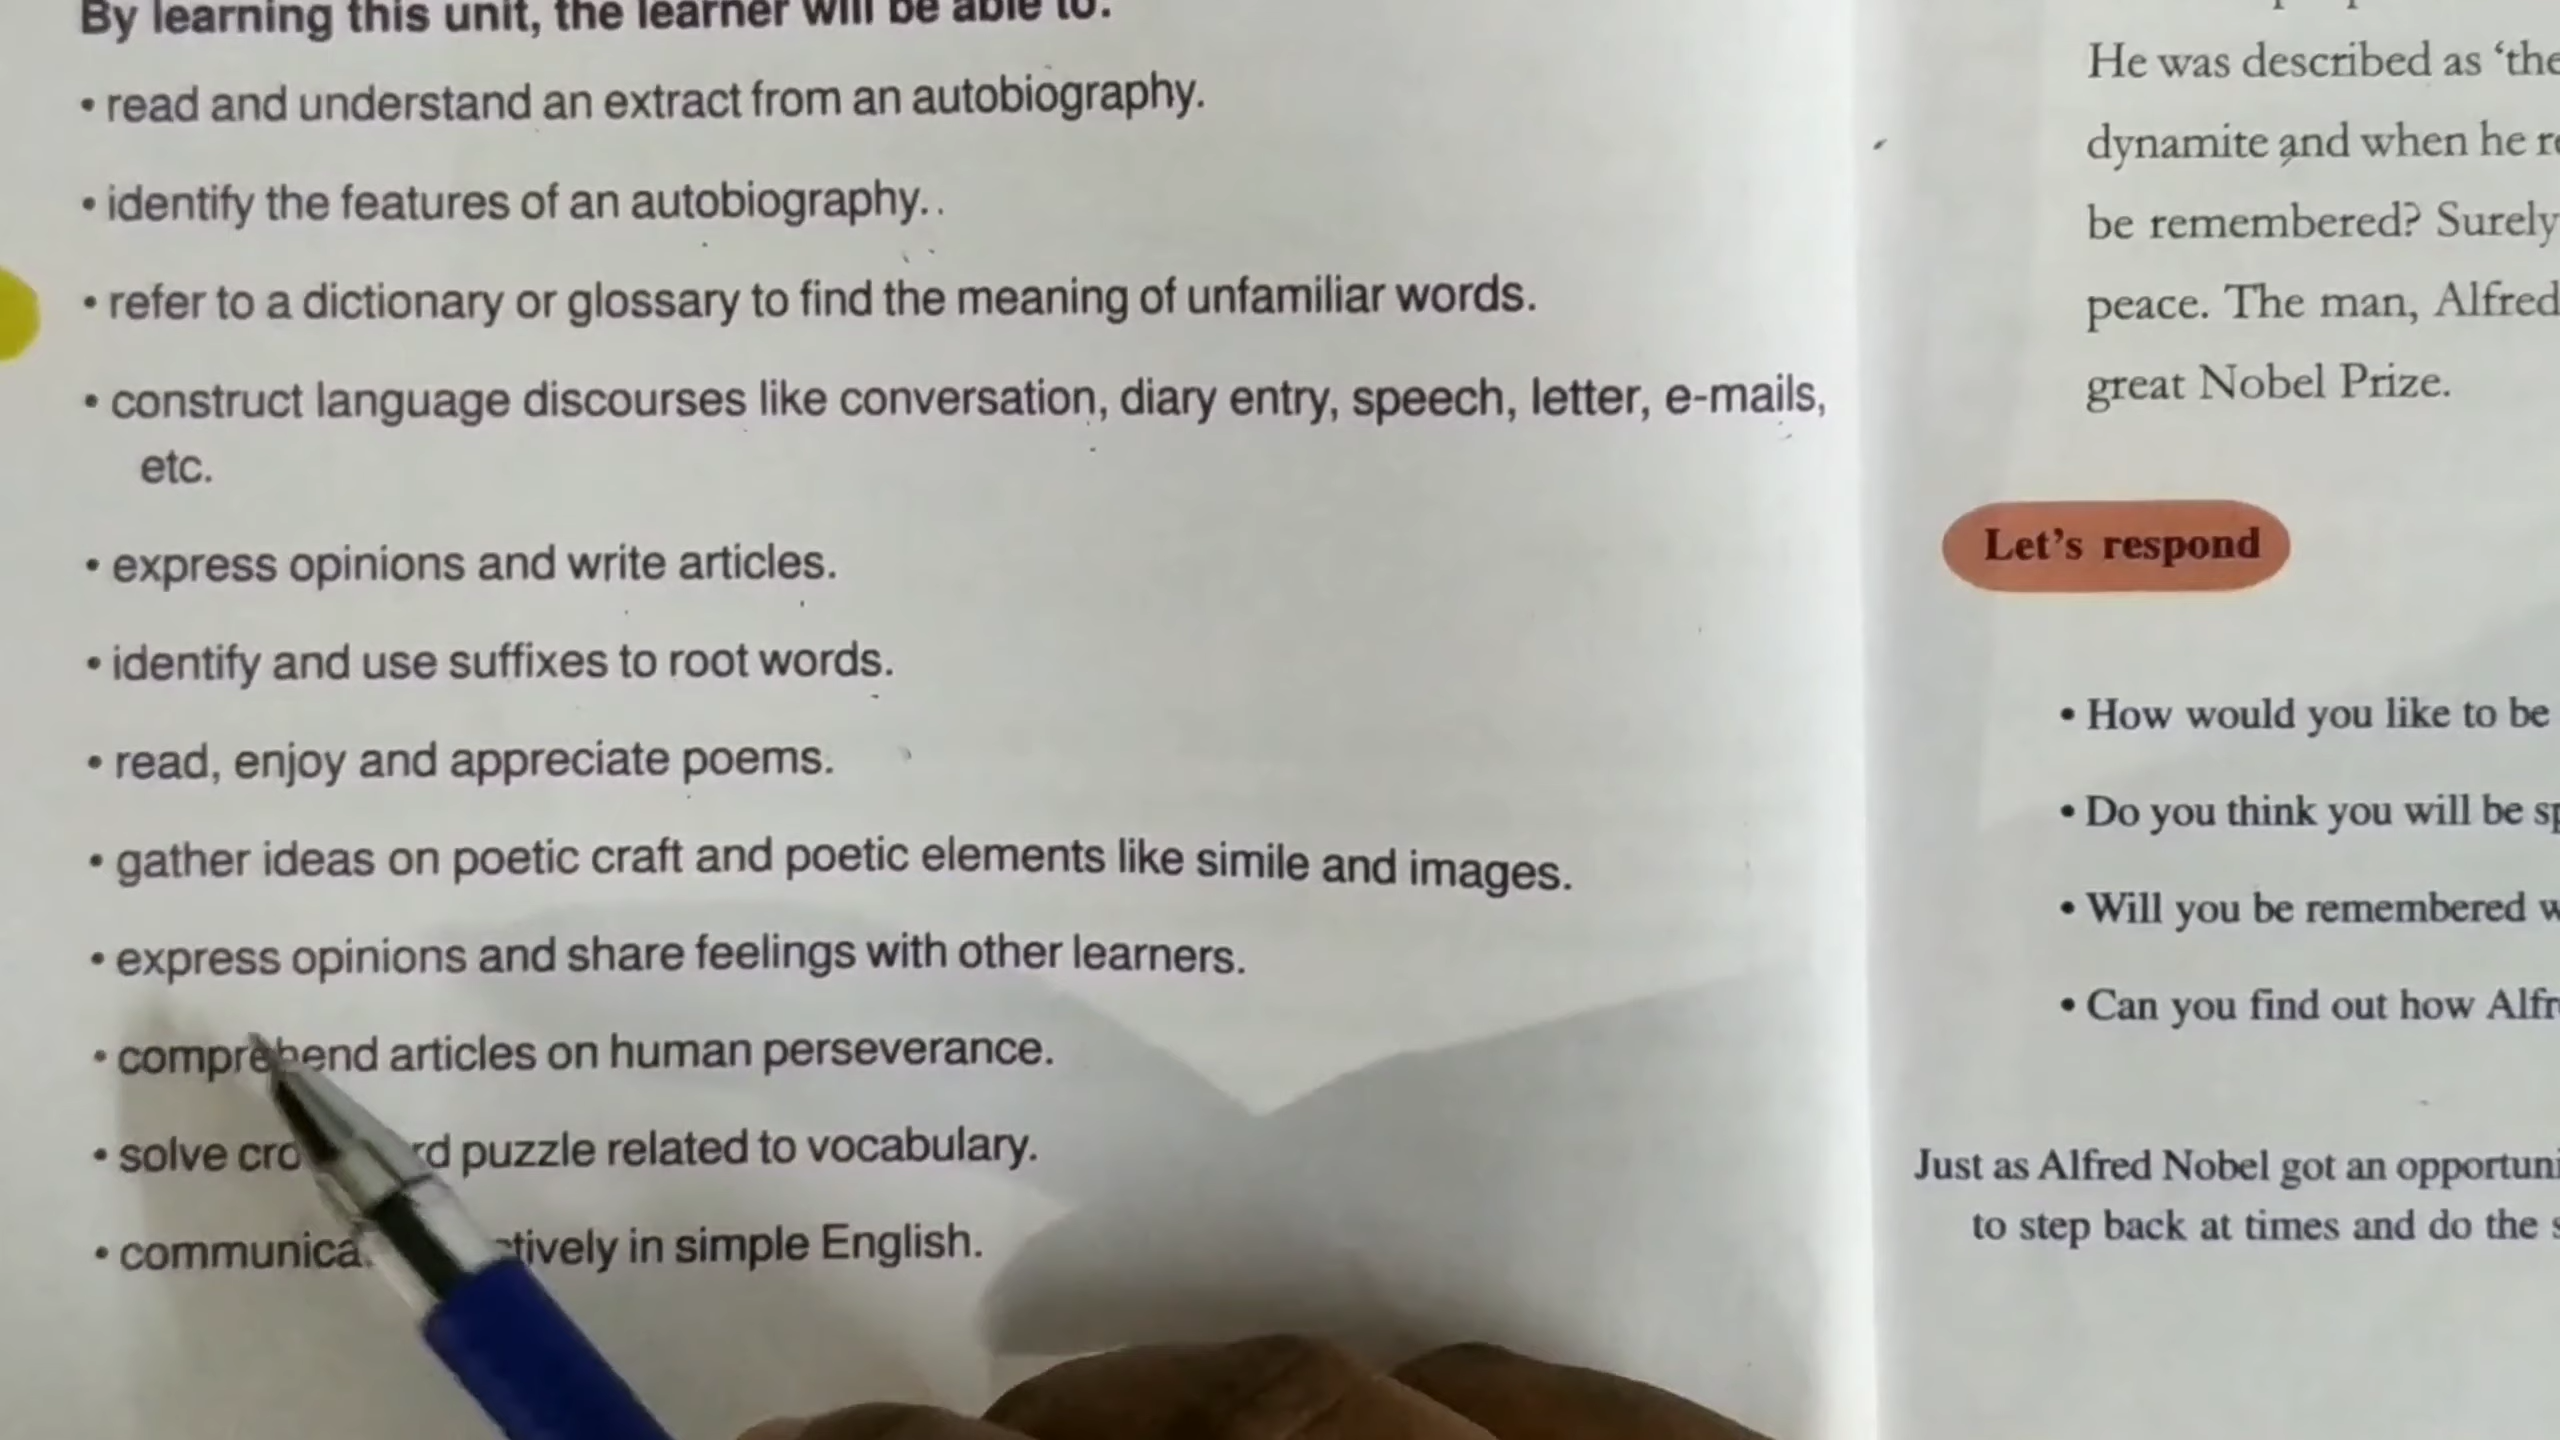 By learning this unit, the learner will be able to:
• read and understand an extract from an autobiography.
• identify the features of an autobiography..
• refer to a dictionary or glossary to find the meaning of unfamiliar words.
• construct language discourses like conversation, diary entry, speech, letter, e-mails,
etc.
• express opinions and write articles.
• identify and use suffixes to root words.
• read, enjoy and appreciate poems.
• gather ideas on poetic craft and poetic elements like simile and images.
• express opinions and share feelings with other learners.
• comprehend articles on human perseverance.
• solve puzzle related to vocabulary.
• in simple English.
He was described as ‘the
dynamite and when he
be remembered? Surely
peace. The man, Alfred
great Nobel Prize.
Let's respond
• How would you like to be
• Do you think you will be
• Will you be remembered
• Can you find out how
Just as Alfred Nobel got an
to step back at times and do the